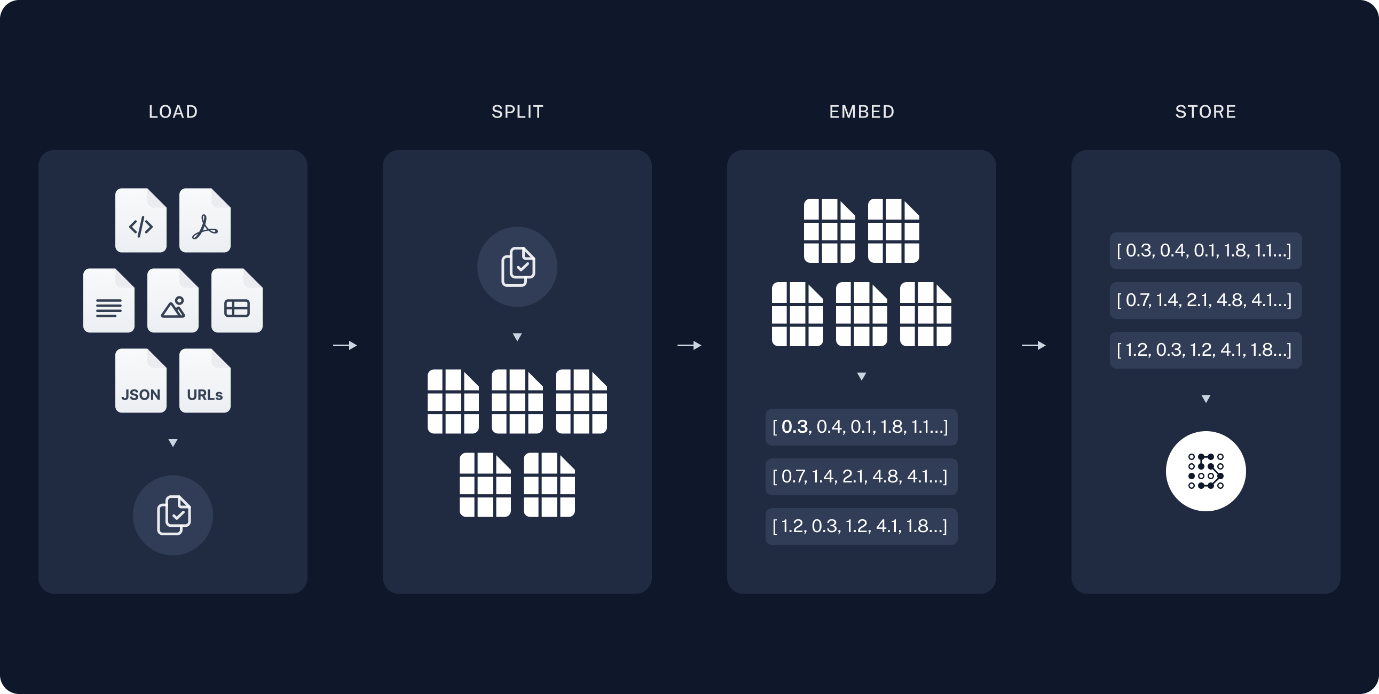 LOAD
SPLIT
EMBED
STORE
JSON
URLs
[ 0.3, 0.4, 0.1, 1.8, 1.1...]
[ 0.7, 1.4, 2.1, 4.8, 4.1...]
[ 1.2, 0.3, 1.2, 4.1, 1.8...]
[ 0.3, 0.4, 0.1, 1.8, 1.1...]
[ 0.7, 1.4, 2.1, 4.8, 4.1...]
[ 1.2, 0.3, 1.2, 4.1, 1.8...]